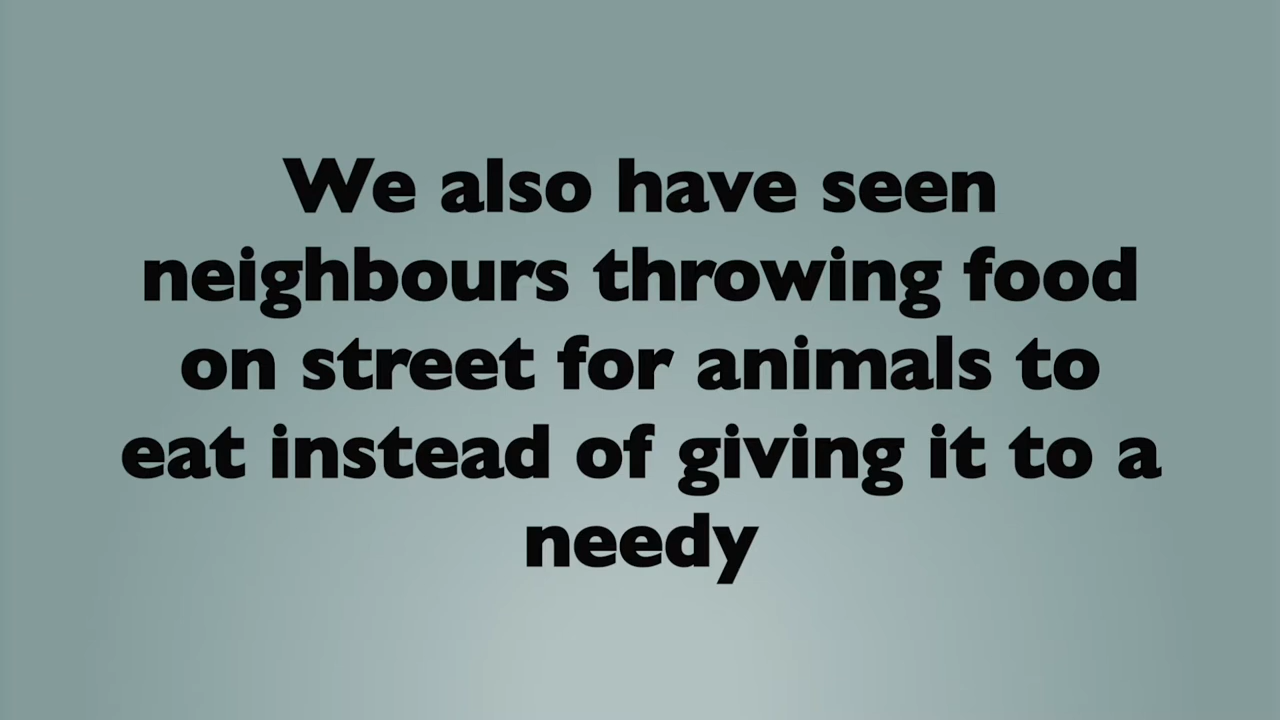 We also have seen
neighbours throwing food
on street for animals to
eat instead of giving it to a
needy